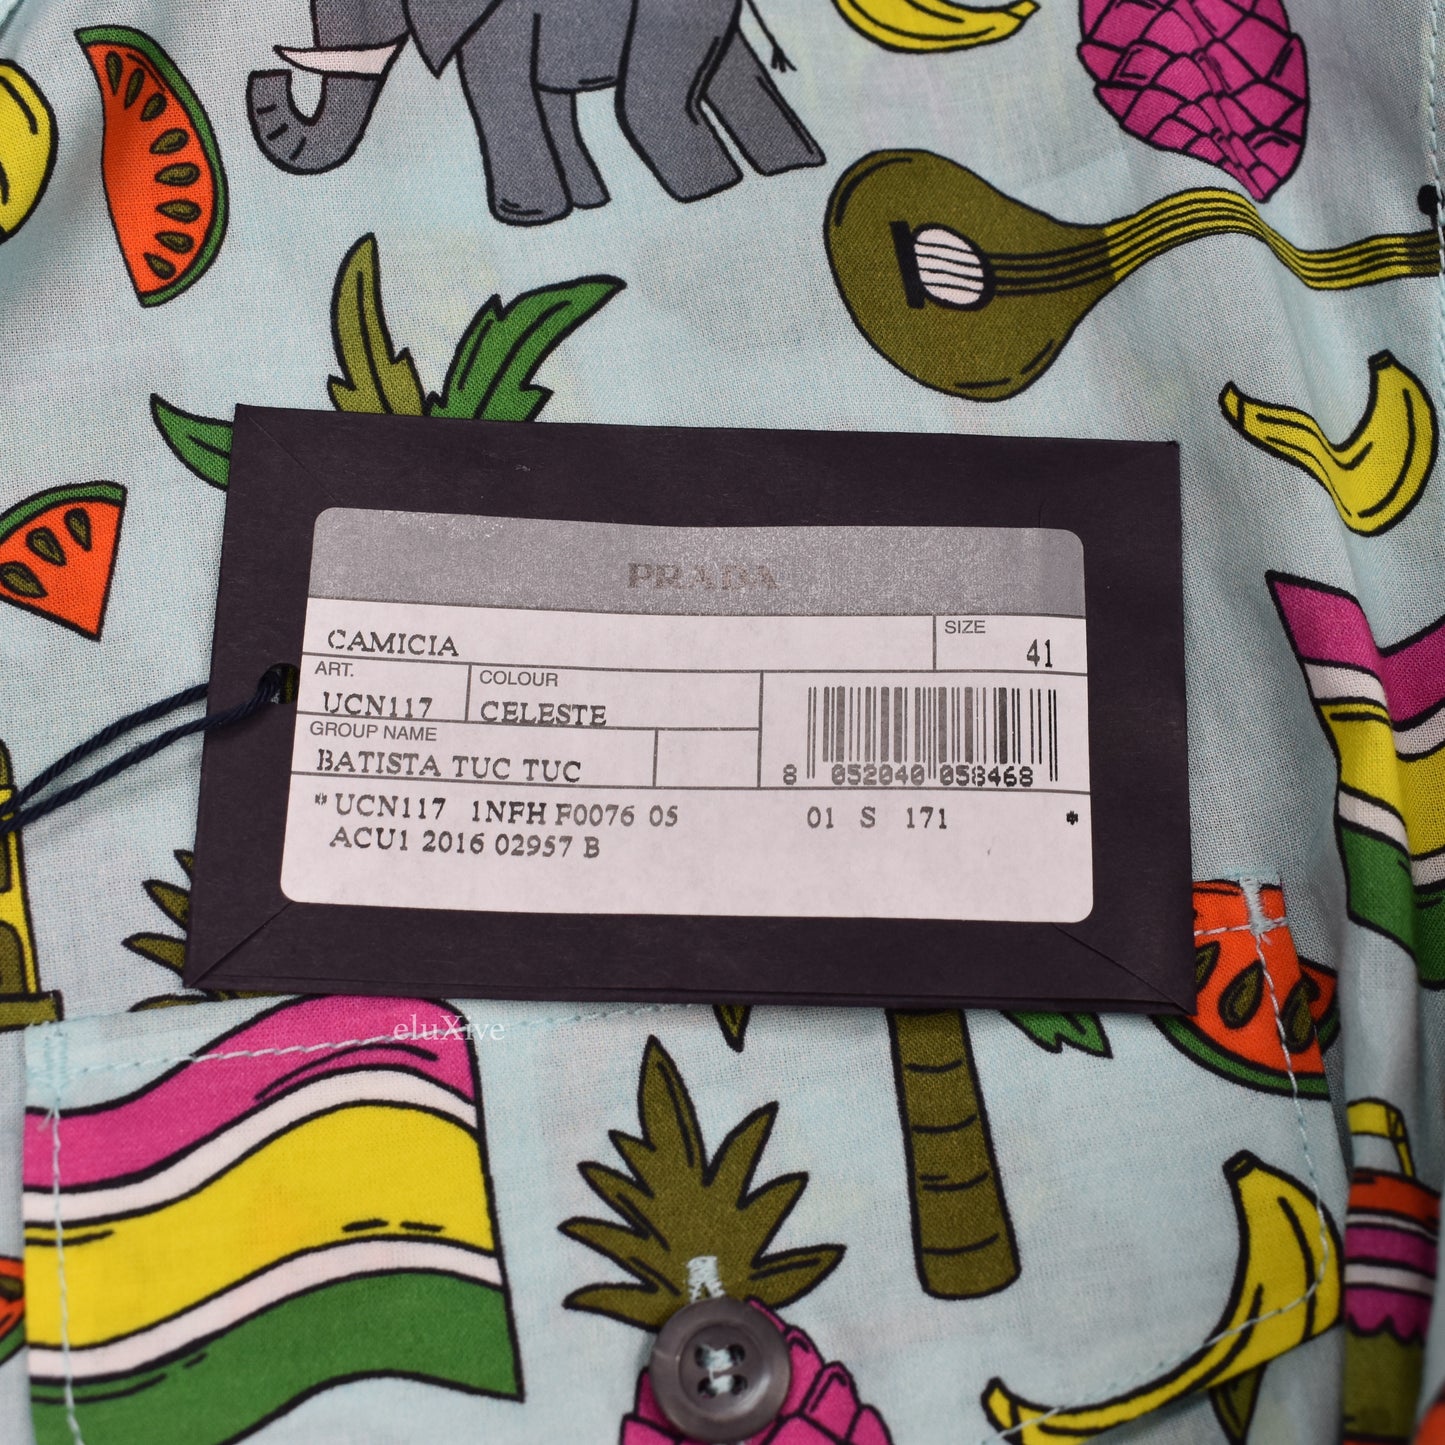 PRADA
CAMICIA
SIZE
41
ART.
UCN117
COLOUR
CELESTE
GROUP NAME
BATISTA TUC TUC
8 052040 058468
*UCN117 1NFH F0076 05 01 S 171 *
ACU1 2016 02957 B
eluXive